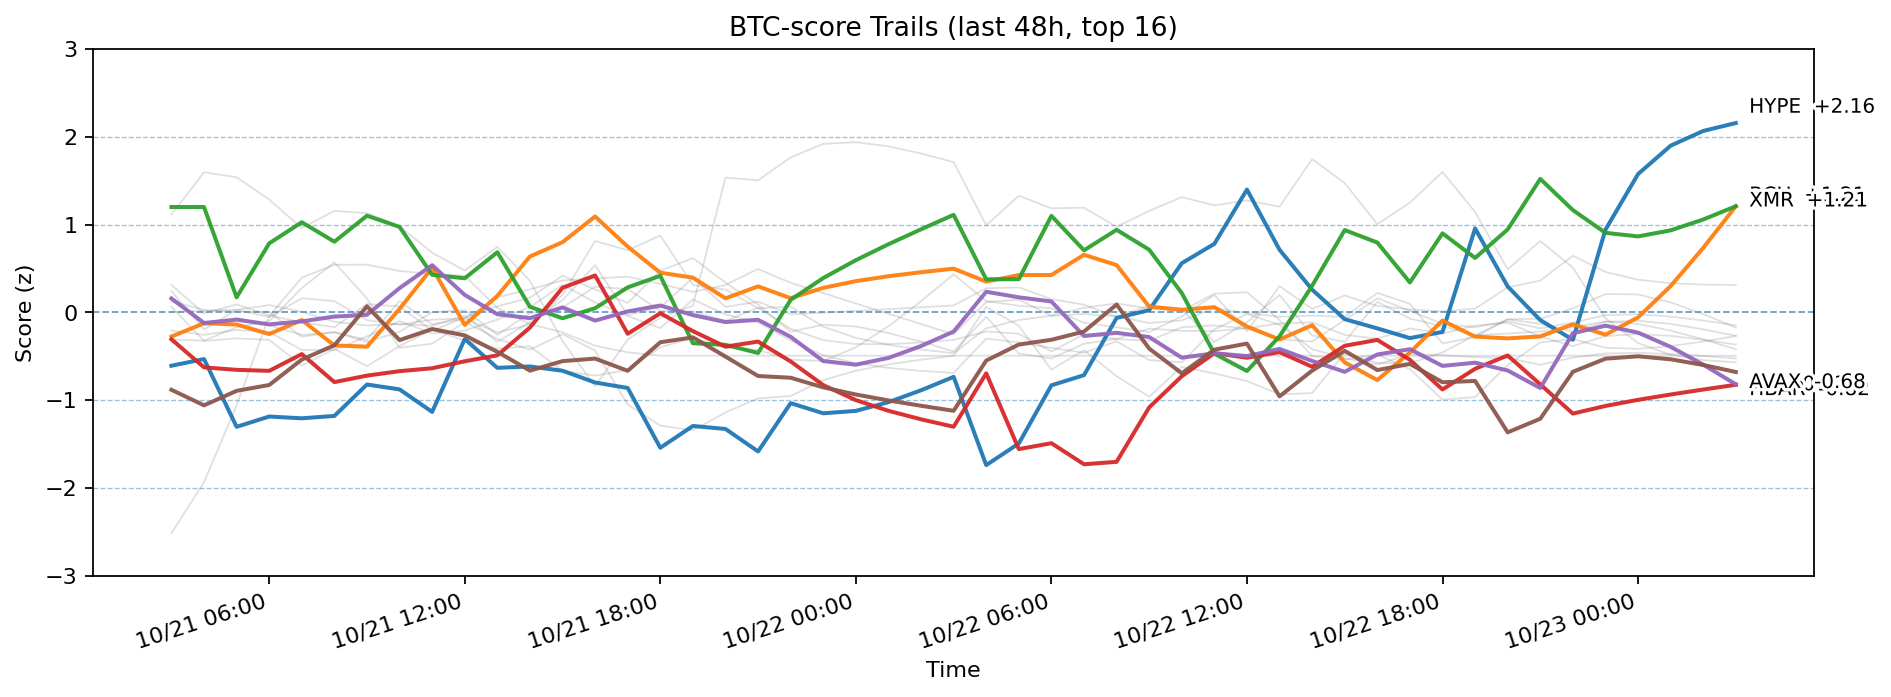 BTC-score Trails (last 48h, top 16)
Score (z)
3
2
1
0
−1
−2
−3
HYPE +2.16
XMR +1.21
AVAX -0.68
10/21 06:00
10/21 12:00
10/21 18:00
10/22 00:00
10/22 06:00
10/22 12:00
10/22 18:00
10/23 00:00
Time